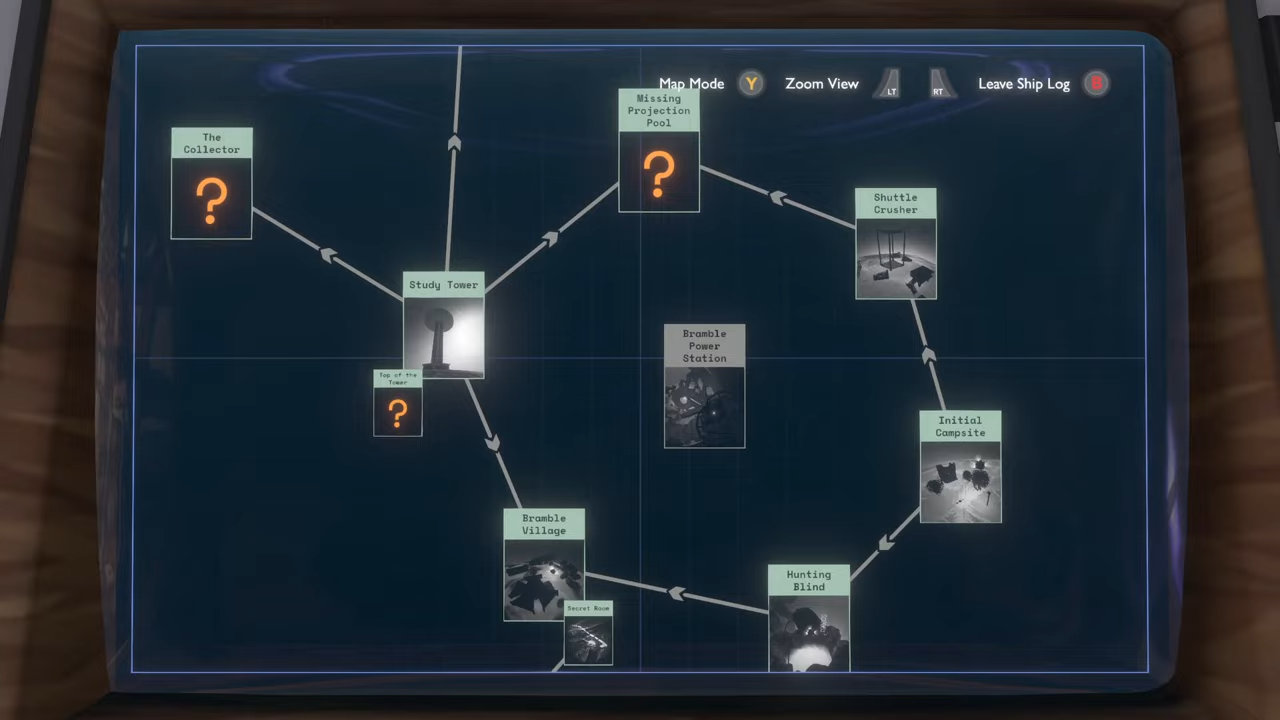 Map Mode
Y
Zoom View
LT
RT
Leave Ship Log
B
Missing
Projection
Pool
?
The
Collector
?
Shuttle
Crusher
Study Tower
Bramble
Power
Station
Top of the
Tower
?
Initial
Campsite
Bramble
Village
Hunting
Blind
Secret Room